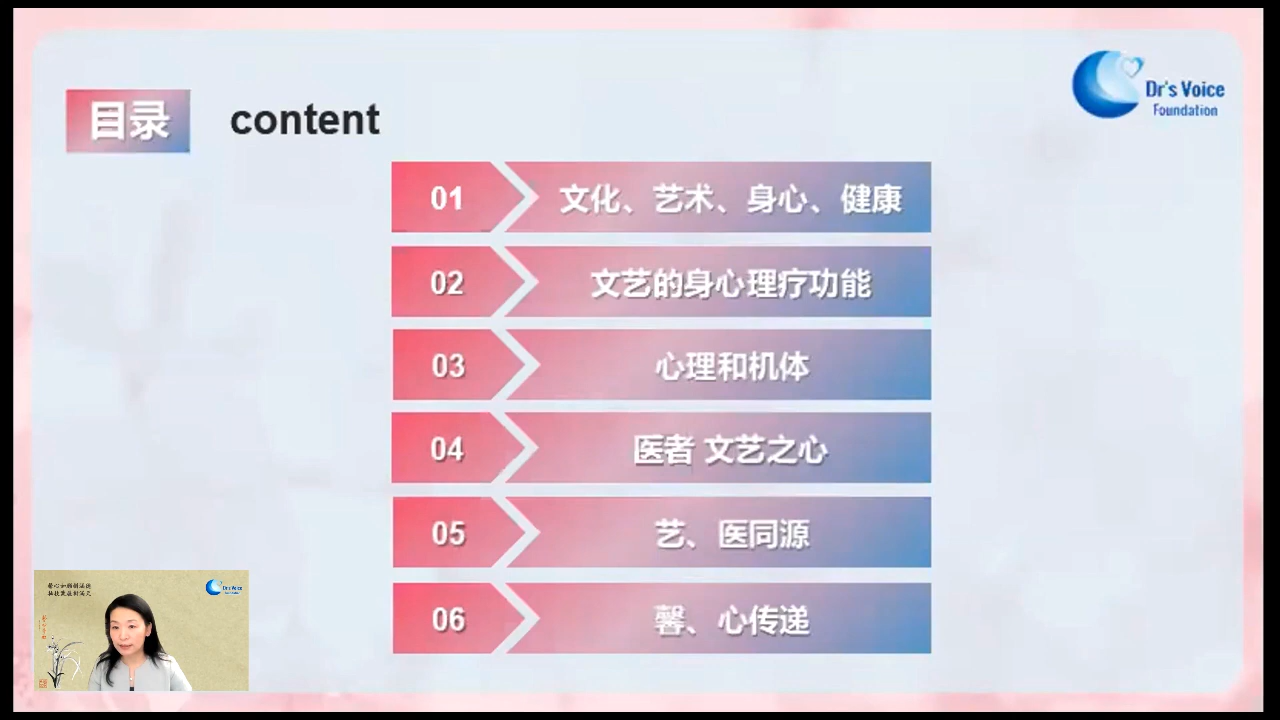 目录 content
Dr's Voice
Foundation
01 文化、艺术、身心、健康
02 文艺的身心理疗功能
03 心理和机体
04 医者 文艺之心
05 艺、医同源
06 馨、心传递
Dr's Voice